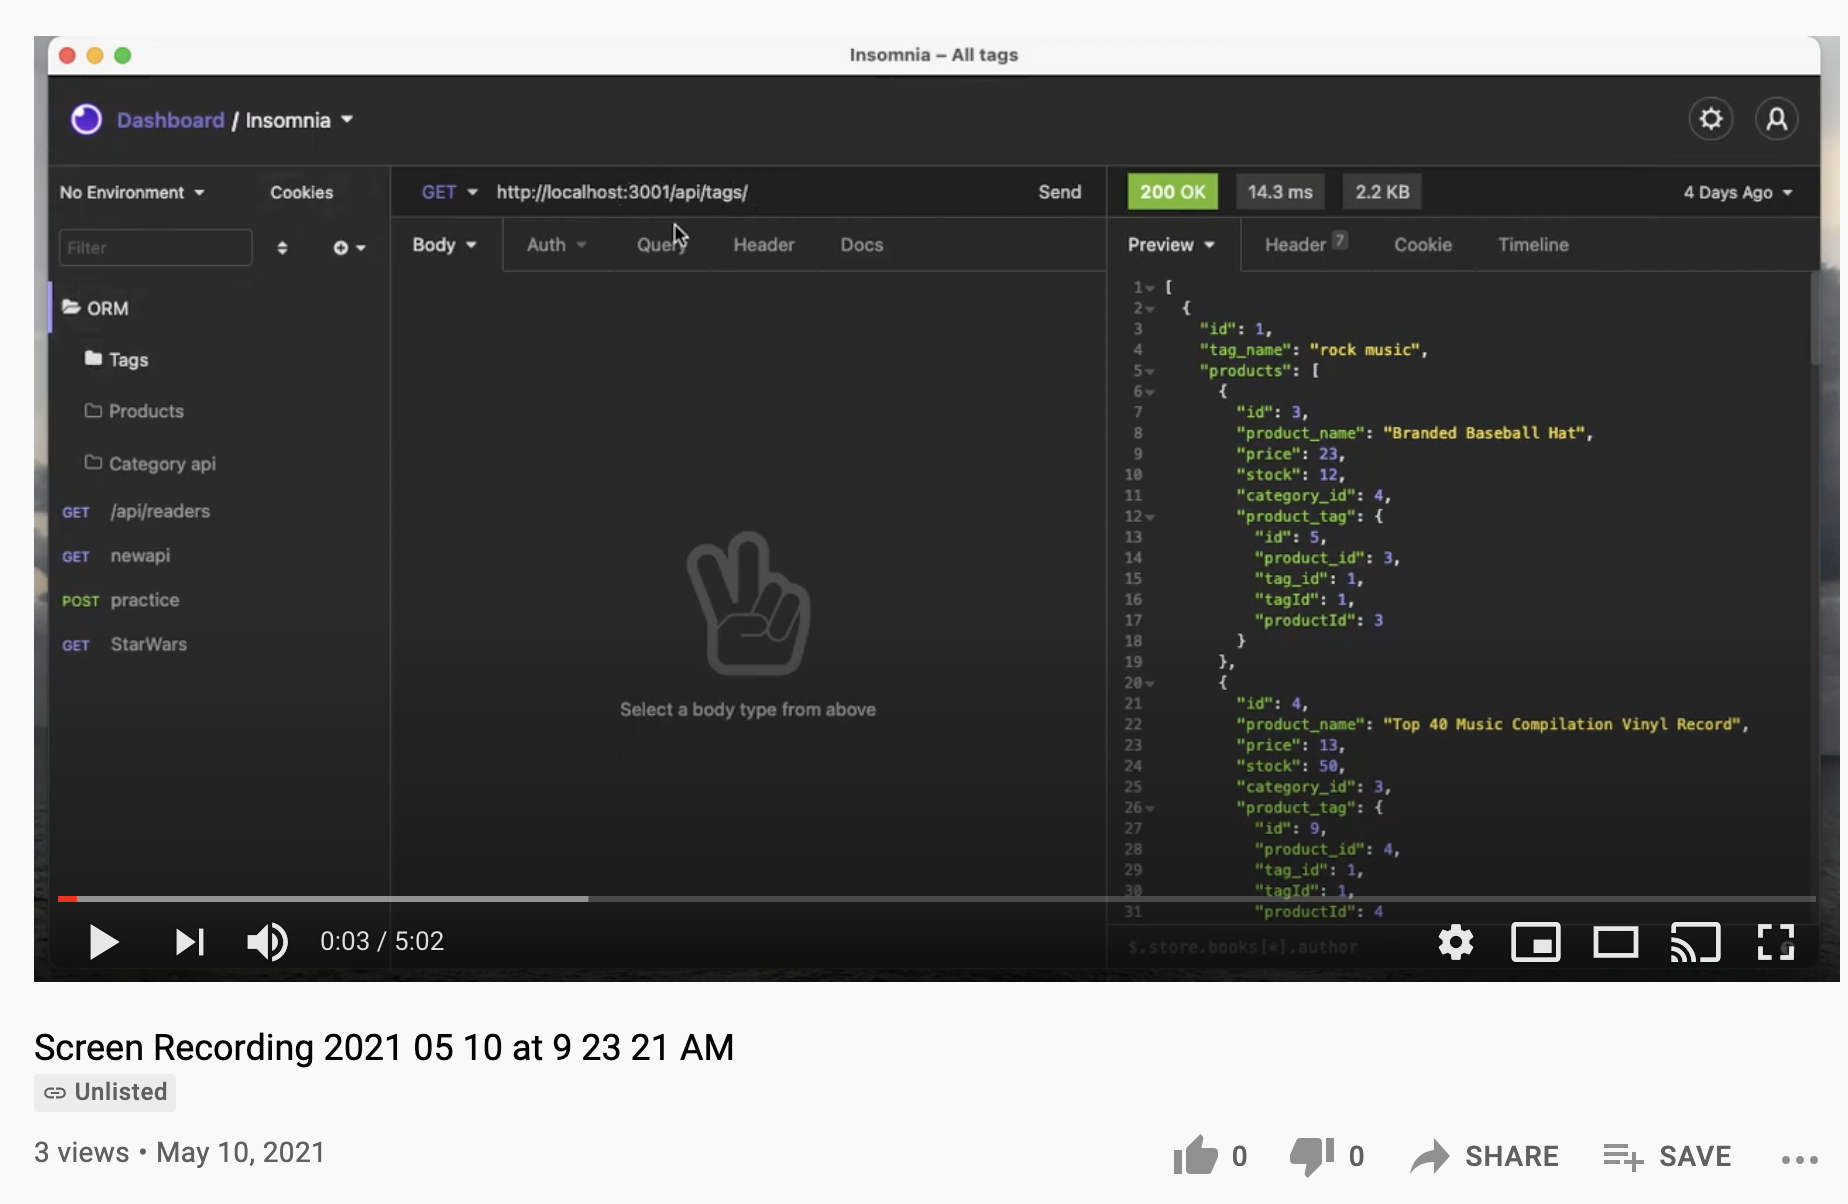 Insomnia – All tags
Dashboard / Insomnia
No Environment
Cookies
GET http://localhost:3001/api/tags/
Send
200 OK
14.3 ms
2.2 KB
4 Days Ago
Filter
Body
Auth
Query
Header
Docs
Preview
Header 7
Cookie
Timeline
ORM
Tags
Products
Category api
GET /api/readers
GET newapi
POST practice
GET StarWars
Select a body type from above
1 [
2 {
3 "id": 1,
4 "tag_name": "rock music",
5 "products": [
6 {
7 "id": 3,
8 "product_name": "Branded Baseball Hat",
9 "price": 23,
10 "stock": 12,
11 "category_id": 4,
12 "product_tag": {
13 "id": 5,
14 "product_id": 3,
15 "tag_id": 1,
16 "tagId": 1,
17 "productId": 3
18 }
19 },
20 {
21 "id": 4,
22 "product_name": "Top 40 Music Compilation Vinyl Record",
23 "price": 13,
24 "stock": 50,
25 "category_id": 3,
26 "product_tag": {
27 "id": 9,
28 "product_id": 4,
29 "tag_id": 1,
30 "tagId": 1,
31 "productId": 4
$.store.books[*].author
0:03 / 5:02
Screen Recording 2021 05 10 at 9 23 21 AM
Unlisted
3 views • May 10, 2021
0
0
SHARE
SAVE